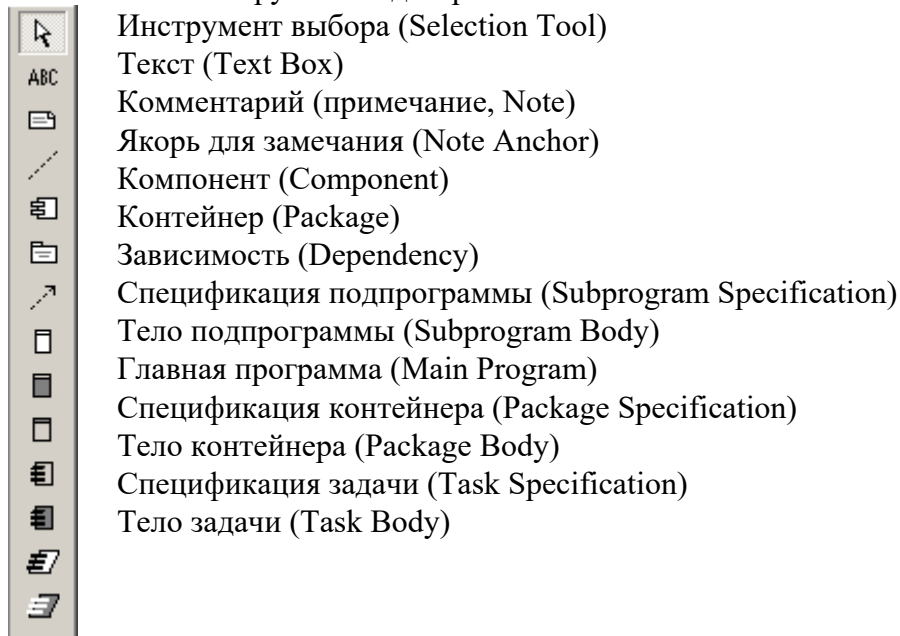 Инструмент выбора (Selection Tool)
ABC
Текст (Text Box)
Комментарий (примечание, Note)
Якорь для замечания (Note Anchor)
Компонент (Component)
Контейнер (Package)
Зависимость (Dependency)
Спецификация подпрограммы (Subprogram Specification)
Тело подпрограммы (Subprogram Body)
Главная программа (Main Program)
Спецификация контейнера (Package Specification)
Тело контейнера (Package Body)
Спецификация задачи (Task Specification)
Тело задачи (Task Body)